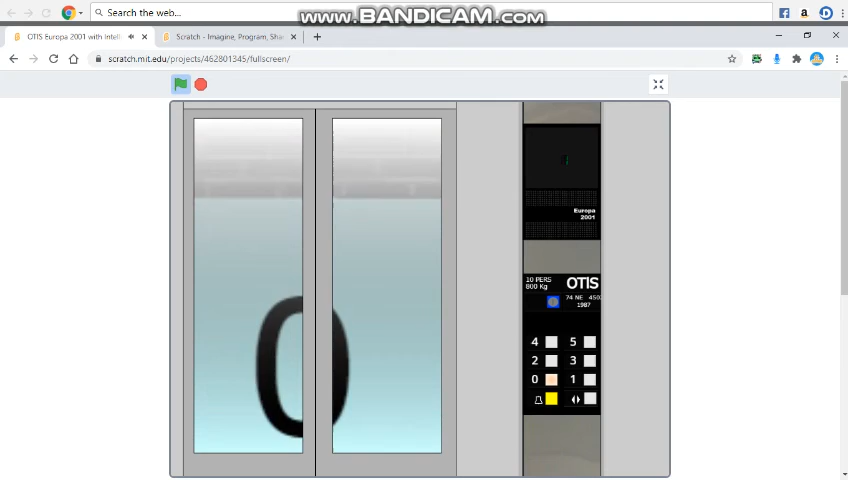 Search the web...
www.BANDICAM.com
OTIS Europa 2001 with Intelli
Scratch - Imagine, Program, Sha
scratch.mit.edu/projects/462801345/fullscreen/
Europa
2001
10 PERS
800 Kg
OTIS
74 NE 450
1987
4 5
2 3
0 1
0